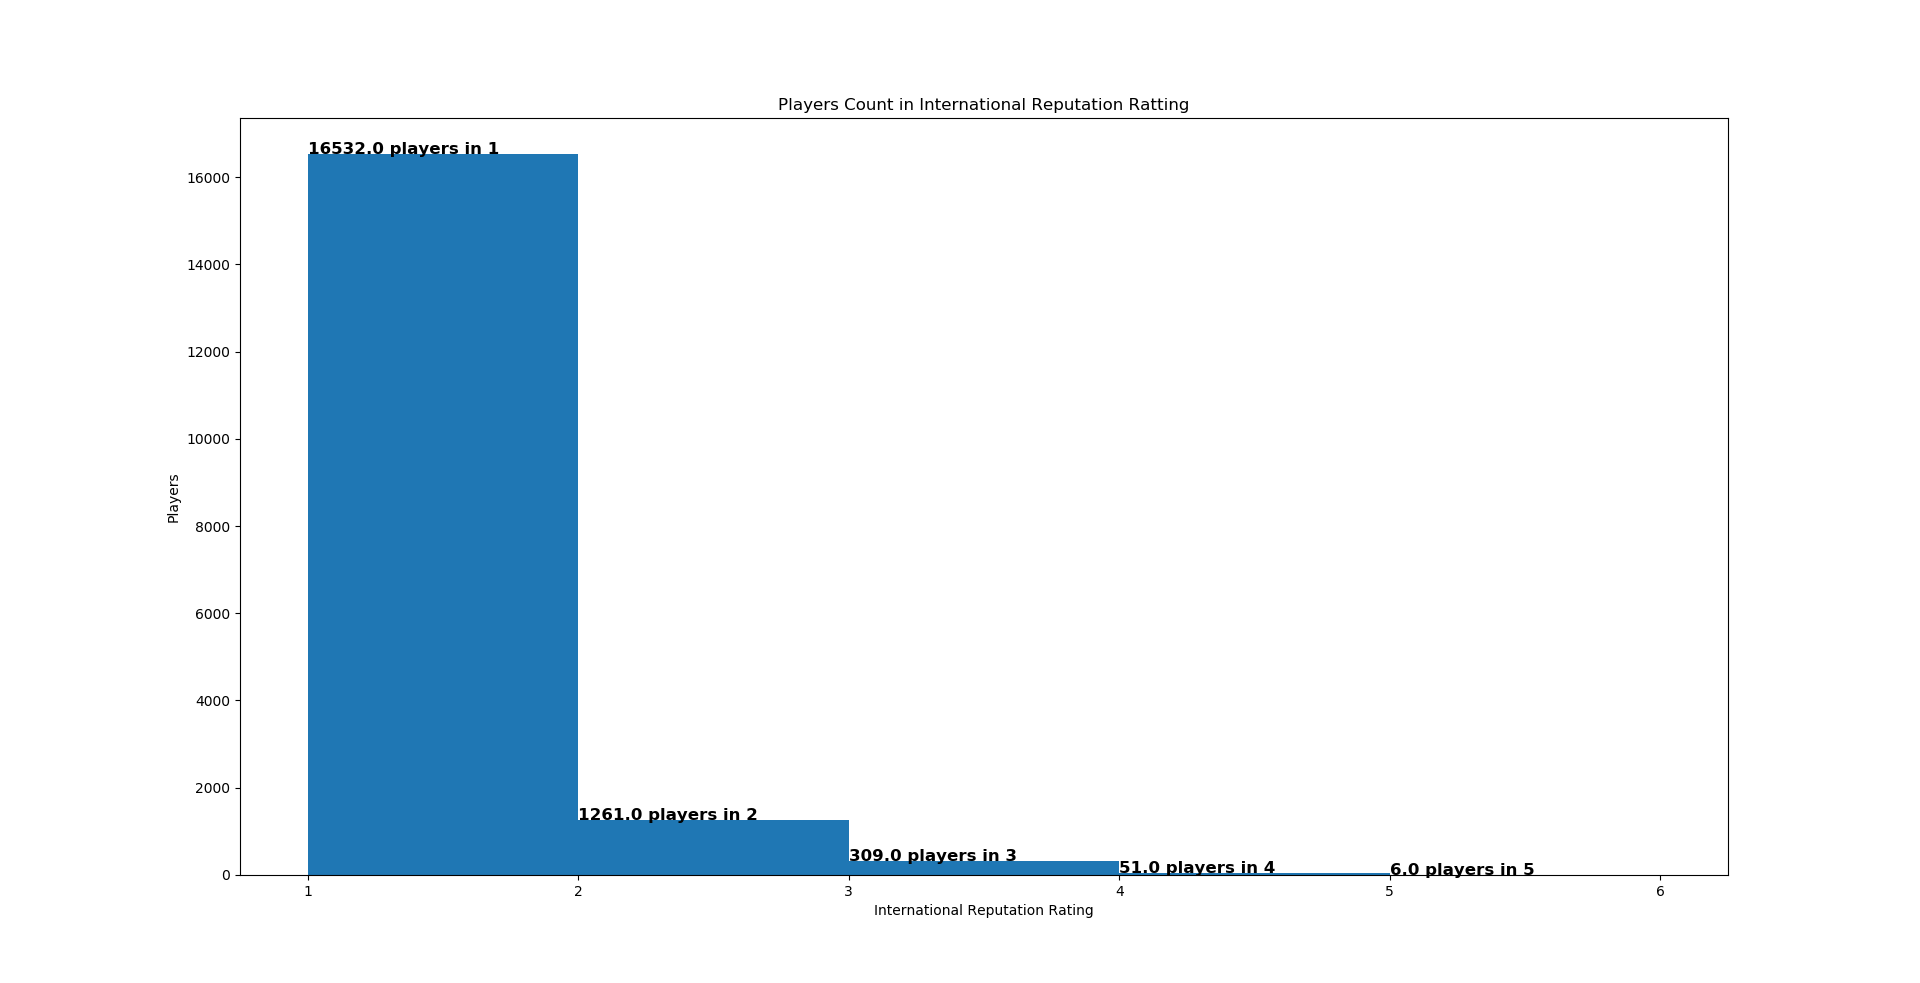 Players Count in International Reputation Ratting
16532.0 players in 1
16000
14000
12000
10000
8000
6000
4000
2000
0
Players
1261.0 players in 2
309.0 players in 3
51.0 players in 4
6.0 players in 5
1
2
3
4
5
6
International Reputation Rating